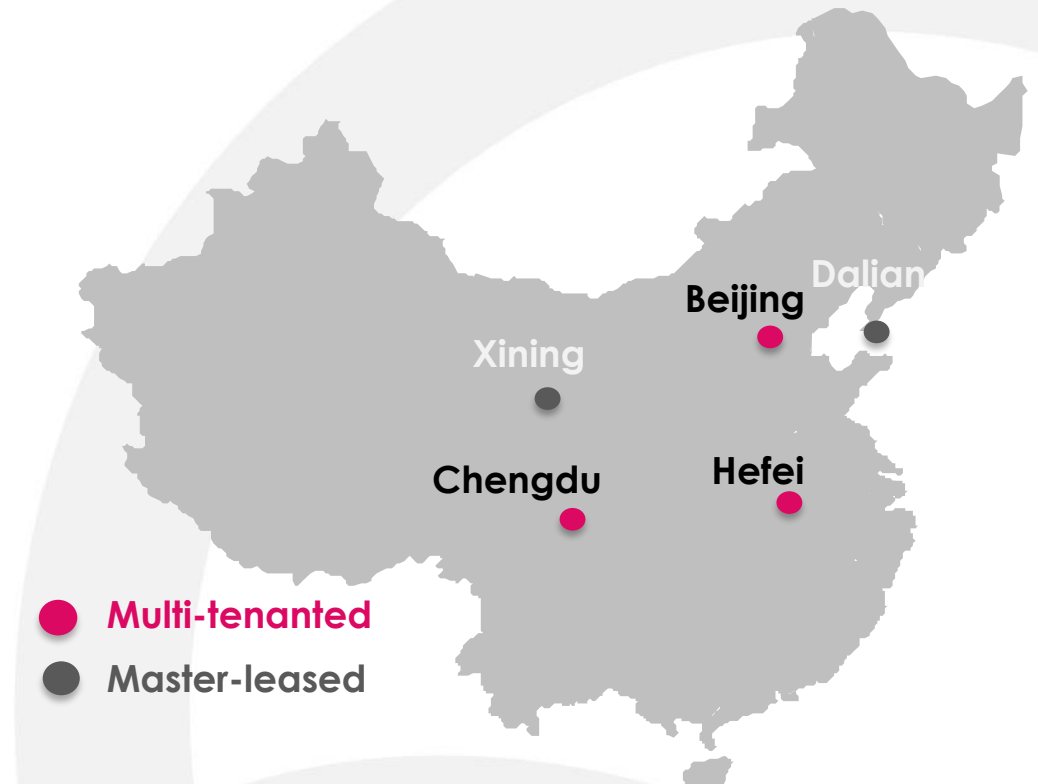 Dalian
Beijing
Xining
Chengdu
Hefei
Multi-tenanted
Master-leased